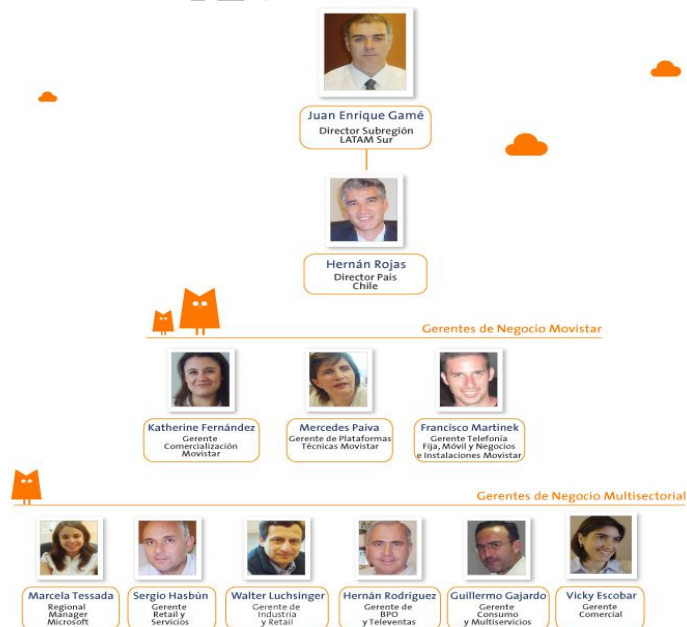 Juan Enrique Gamé
Director Subregión
LATAM Sur
Hernán Rojas
Director País
Chile
Gerentes de Negocio Movistar
Katherine Fernández
Gerente
Comercialización
Movistar
Mercedes Paiva
Gerente de Plataformas
Técnicas Movistar
Francisco Martinek
Gerente Telefonía
Fija, Móvil y Negocios
e Instalaciones Movistar
Gerentes de Negocio Multisectorial
Marcela Tessada
Regional
Manager
Microsoft
Sergio Hasbún
Gerente
Retail y
Servicios
Walter Luchsinger
Gerente de
Industria
y Retail
Hernán Rodríguez
Gerente de
BPO
y Televentas
Guillermo Gajardo
Gerente
Consumo
y Multiservicios
Vicky Escobar
Gerente
Comercial